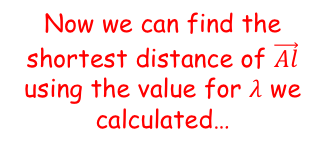 Now we can find the
shortest distance of $\overrightarrow{Al}$
using the value for λ we
calculated…